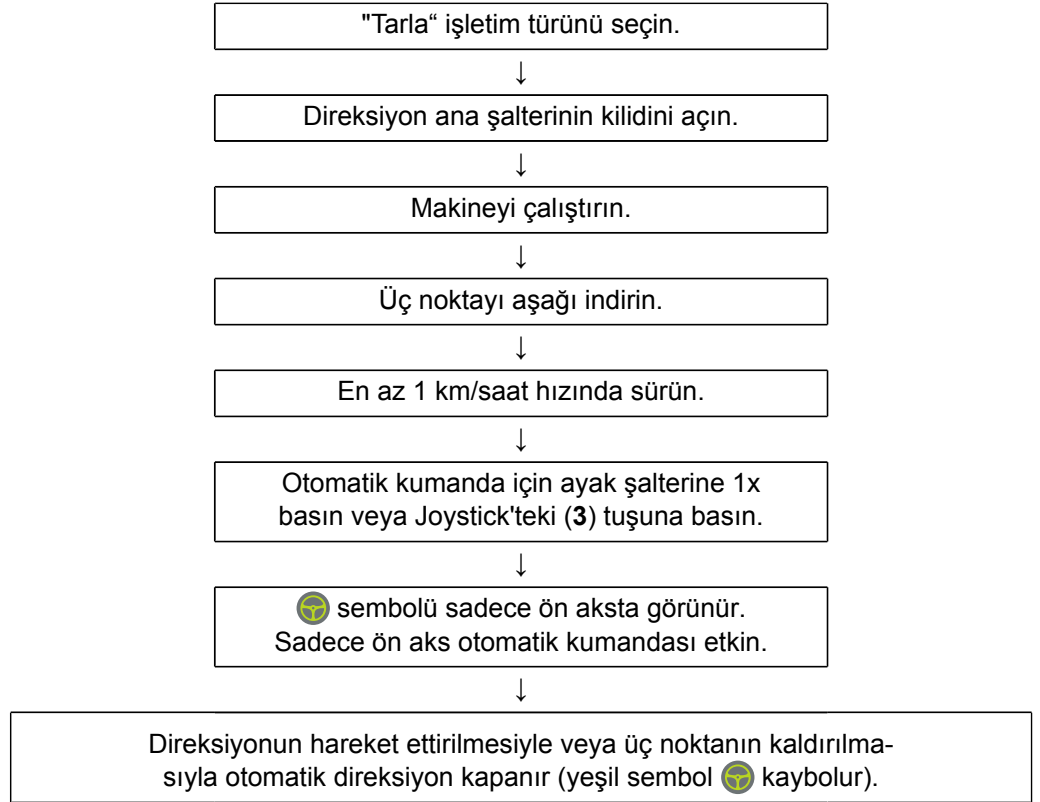 "Tarla“ işletim türünü seçin.
↓
Direksiyon ana şalterinin kilidini açın.
↓
Makineyi çalıştırın.
↓
Üç noktayı aşağı indirin.
↓
En az 1 km/saat hızında sürün.
↓
Otomatik kumanda için ayak şalterine 1x
basın veya Joystick'teki (3) tuşuna basın.
↓
sembolü sadece ön aksta görünür.
Sadece ön aks otomatik kumandası etkin.
↓
Direksiyonun hareket ettirilmesiyle veya üç noktanın kaldırılma-
sıyla otomatik direksiyon kapanır (yeşil sembol kaybolur).